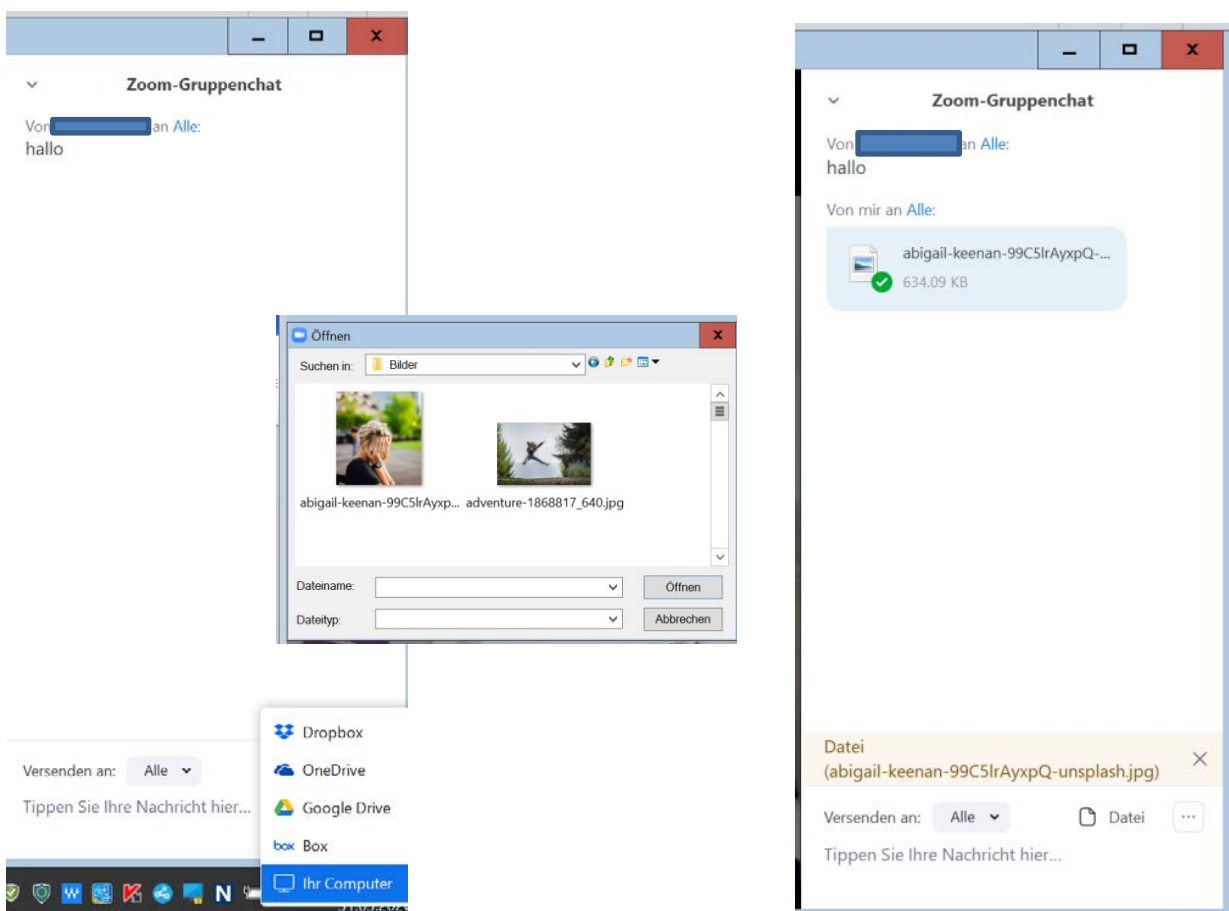 Zoom-Gruppenchat
Von an Alle:
hallo
Öffnen
Suchen in: Bilder
abigail-keenan-99C5lrAyxp... adventure-1868817_640.jpg
Dateiname: Öffnen
Dateityp: Abbrechen
Dropbox
OneDrive
Google Drive
box Box
Ihr Computer
Versenden an: Alle
Tippen Sie Ihre Nachricht hier...
Zoom-Gruppenchat
Von an Alle:
hallo
Von mir an Alle:
abigail-keenan-99C5lrAyxpQ-...
634.09 KB
Datei
(abigail-keenan-99C5lrAyxpQ-unsplash.jpg)
Versenden an: Alle Datei
Tippen Sie Ihre Nachricht hier...